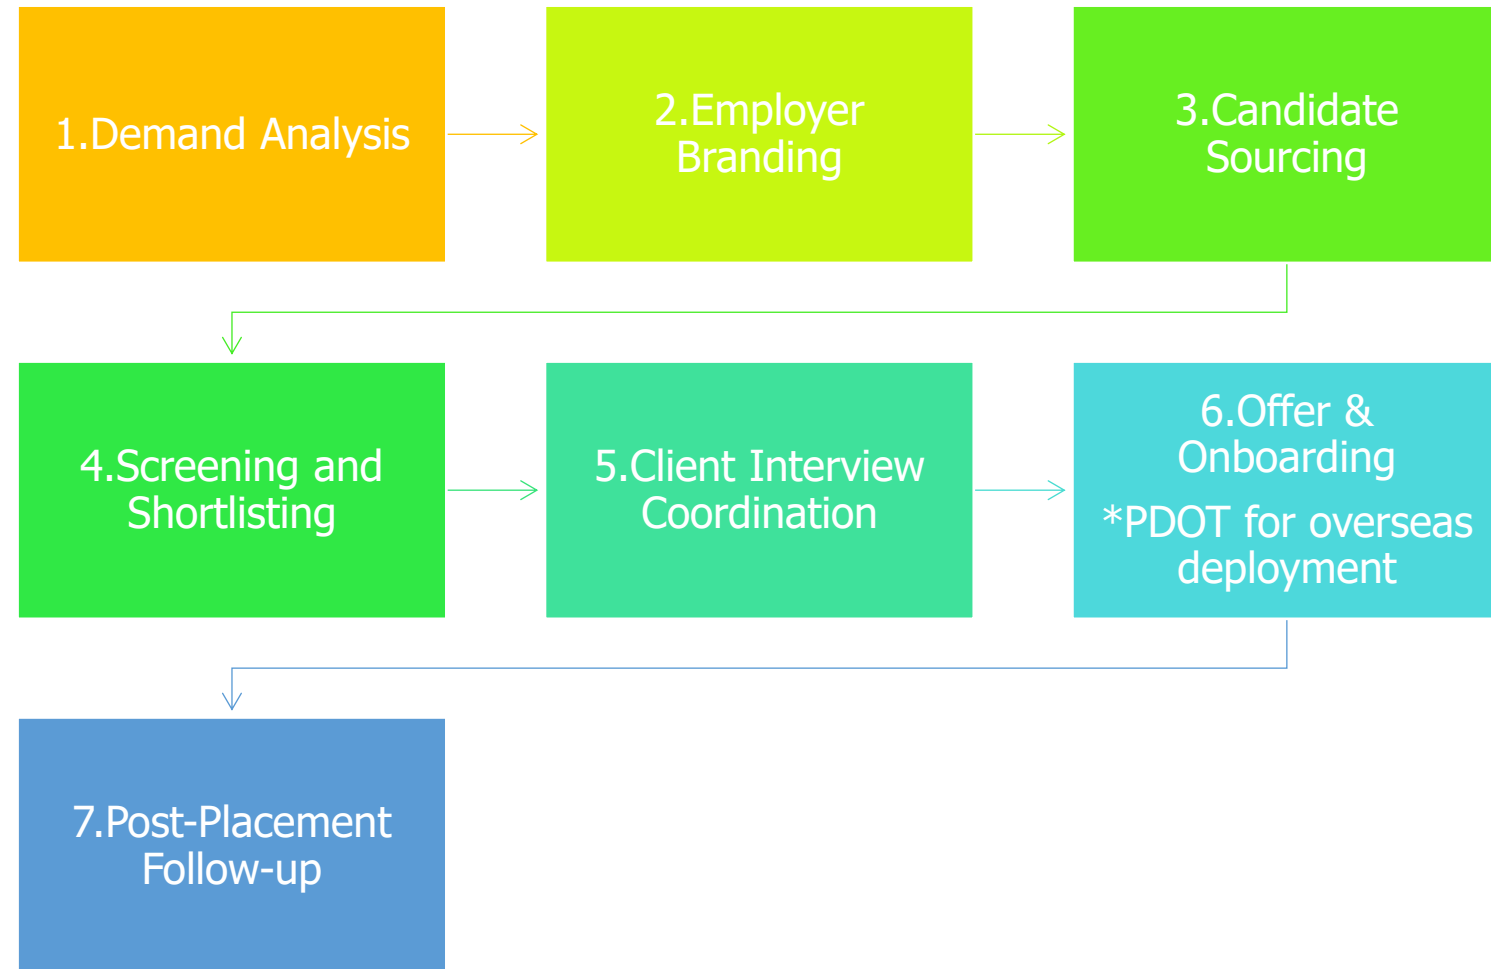 1.Demand Analysis
2.Employer
Branding
3.Candidate
Sourcing
4.Screening and
Shortlisting
5.Client Interview
Coordination
6.Offer &
Onboarding
*PDOT for overseas
deployment
7.Post-Placement
Follow-up